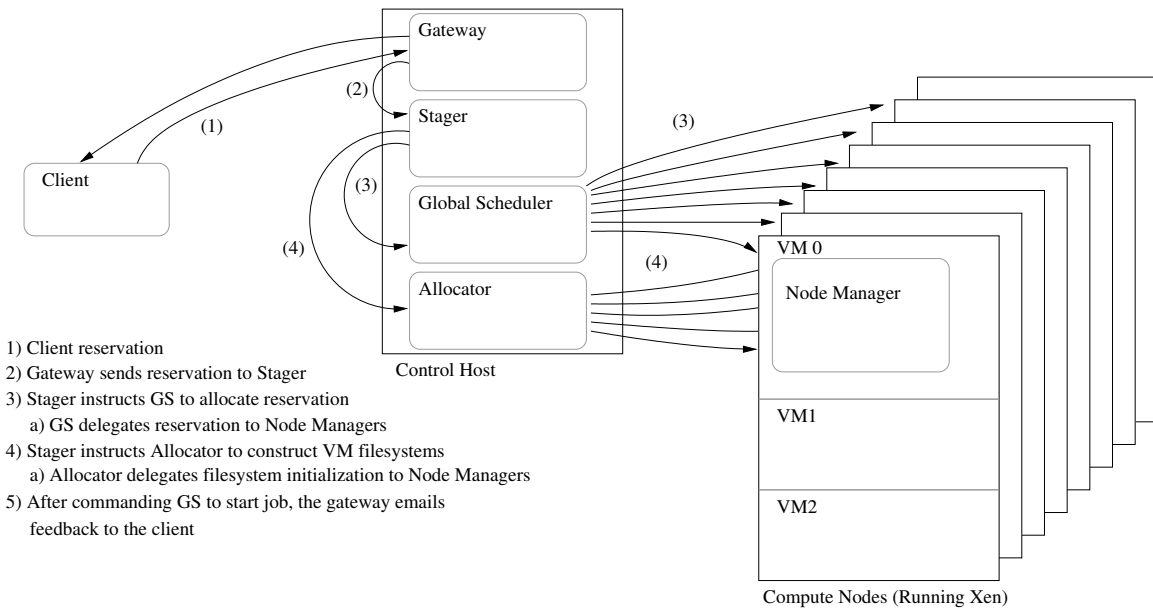 Gateway
(2)
Stager
(1)
(3)
Client
(3)
Global Scheduler
(4)
(4)
VM 0
Node Manager
Allocator
1) Client reservation
2) Gateway sends reservation to Stager
3) Stager instructs GS to allocate reservation
a) GS delegates reservation to Node Managers
4) Stager instructs Allocator to construct VM filesystems
a) Allocator delegates filesystem initialization to Node Managers
5) After commanding GS to start job, the gateway emails
feedback to the client
Control Host
VM1
VM2
Compute Nodes (Running Xen)